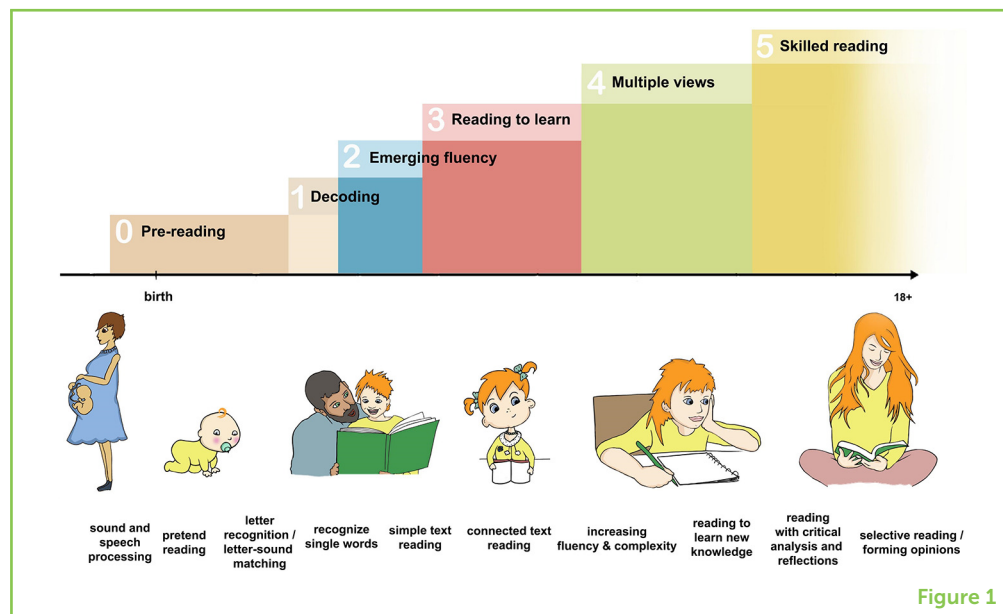 5 Skilled reading
4 Multiple views
3 Reading to learn
2 Emerging fluency
1 Decoding
0 Pre-reading
birth
18+
sound and
speech
processing
pretend
reading
letter
recognition /
letter-sound
matching
recognize
single words
simple text
reading
connected text
reading
increasing
fluency & complexity
reading to
learn new
knowledge
reading
with critical
analysis and
reflections
selective reading /
forming opinions
Figure 1